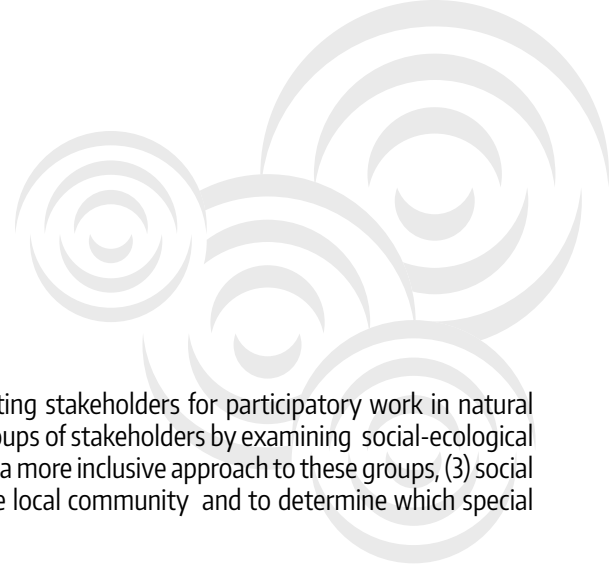 ting stakeholders for participatory work in natural
oups of stakeholders by examining social-ecological
a more inclusive approach to these groups, (3) social
e local community and to determine which special